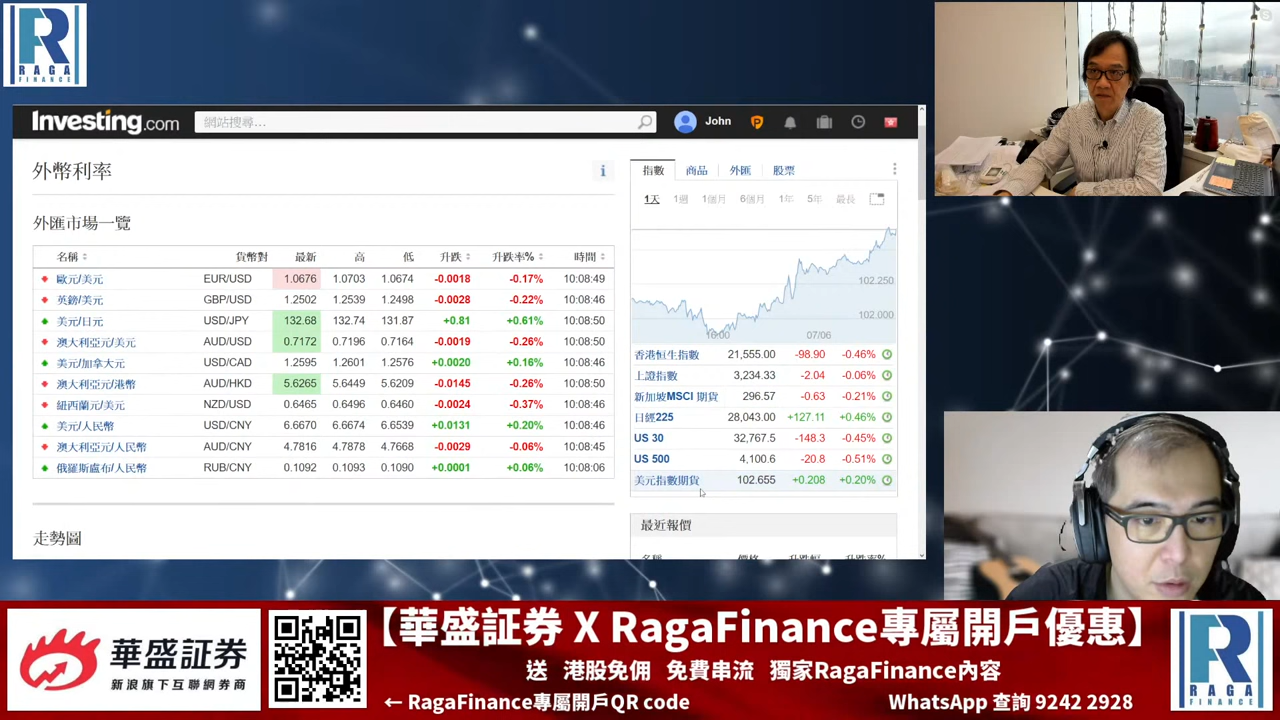 RAGA
FINANCE
Investing.com
網站搜尋...
John
外幣利率
外匯市場一覽
名稱 貨幣對 最新 高 低 升跌 升跌率% 時間
歐元/美元 EUR/USD 1.0676 1.0703 1.0674 -0.0018 -0.17% 10:08:49
英鎊/美元 GBP/USD 1.2502 1.2539 1.2498 -0.0028 -0.22% 10:08:46
美元/日元 USD/JPY 132.68 132.74 131.87 +0.81 +0.61% 10:08:50
澳大利亞元/美元 AUD/USD 0.7172 0.7196 0.7164 -0.0019 -0.26% 10:08:50
美元/加拿大元 USD/CAD 1.2595 1.2601 1.2576 +0.0020 +0.16% 10:08:46
澳大利亞元/港幣 AUD/HKD 5.6265 5.6449 5.6209 -0.0145 -0.26% 10:08:50
紐西蘭元/美元 NZD/USD 0.6465 0.6496 0.6460 -0.0024 -0.37% 10:08:46
美元/人民幣 USD/CNY 6.6670 6.6674 6.6539 +0.0131 +0.20% 10:08:46
澳大利亞元/人民幣 AUD/CNY 4.7816 4.7878 4.7668 -0.0029 -0.06% 10:08:45
俄羅斯盧布/人民幣 RUB/CNY 0.1092 0.1093 0.1090 +0.0001 +0.06% 10:08:06
走勢圖
指數 商品 外匯 股票
1天 1週 1個月 6個月 1年 5年 最長
102.250
102.000
16:00 07/06
香港恒生指數 21,555.00 -98.90 -0.46%
上證指數 3,234.33 -2.04 -0.06%
新加坡MSCI 期貨 296.57 -0.63 -0.21%
日經225 28,043.00 +127.11 +0.46%
US 30 32,767.5 -148.3 -0.45%
US 500 4,100.6 -20.8 -0.51%
美元指數期貨 102.655 +0.208 +0.20%
最近報價
名稱 價格 升跌幅 升跌率%
華盛証券
新浪旗下互聯網券商
【華盛証券 X RagaFinance專屬開戶優惠】
送 港股免佣 免費串流 獨家RagaFinance內容
← RagaFinance專屬開戶QR code
WhatsApp 查詢 9242 2928
RAGA
FINANCE